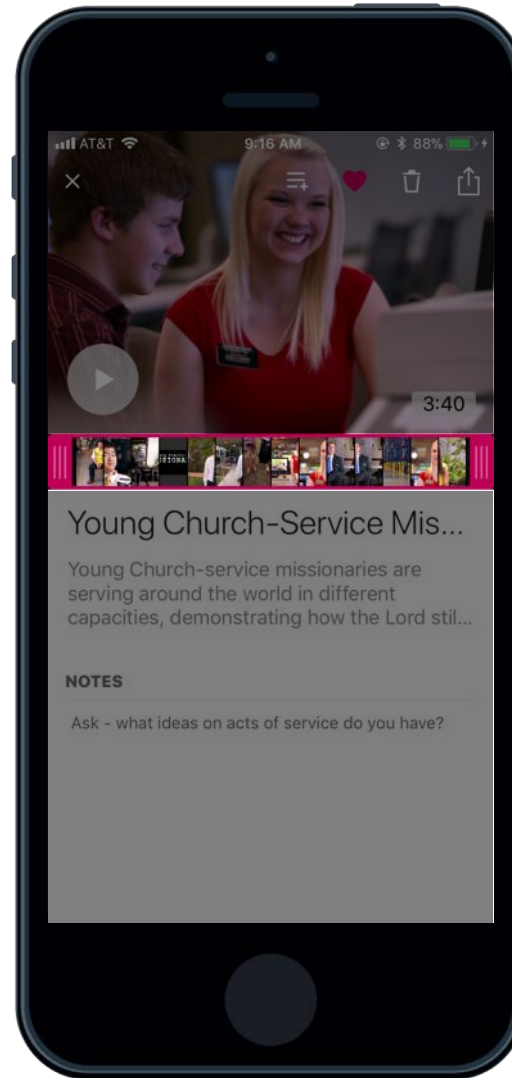 AT&T 9:16 AM 88%
3:40
Young Church-Service Mis...
Young Church-service missionaries are
serving around the world in different
capacities, demonstrating how the Lord stil...
NOTES
Ask - what ideas on acts of service do you have?